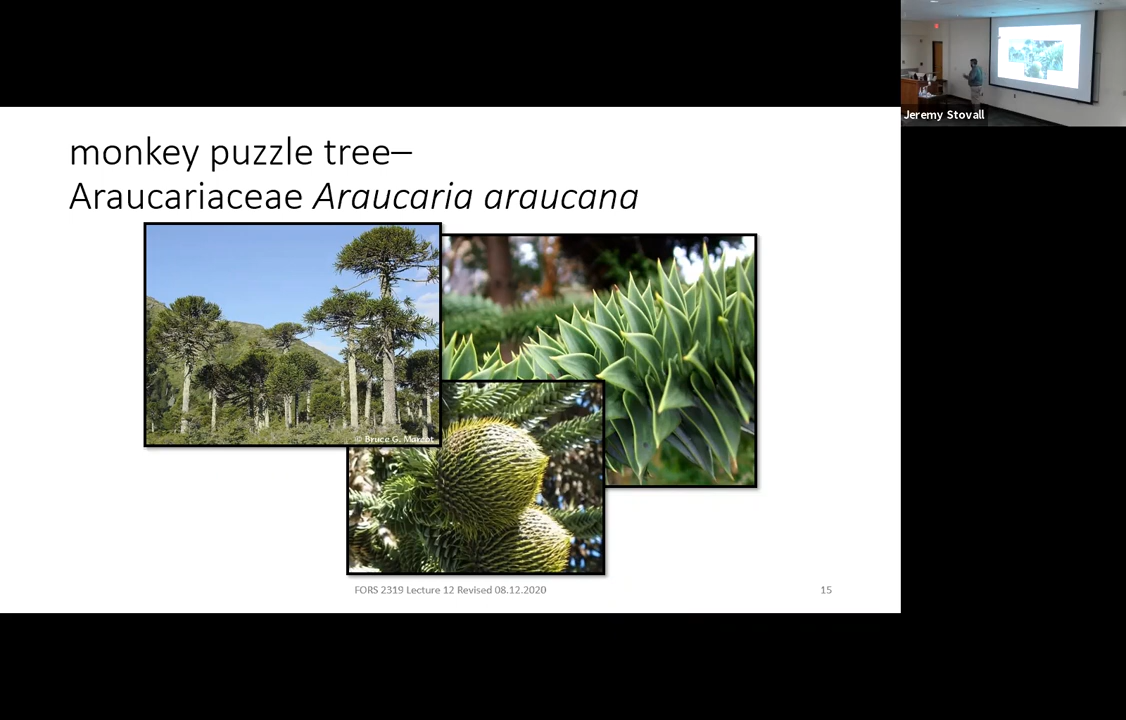 monkey puzzle tree–
Araucariaceae Araucaria araucana
© Bruce G. Marcot
FORS 2319 Lecture 12 Revised 08.12.2020
15
Jeremy Stovall